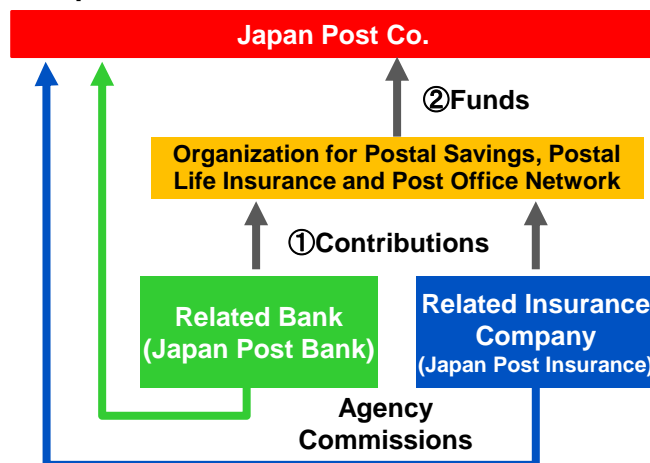 Japan Post Co.
②Funds
Organization for Postal Savings, Postal
Life Insurance and Post Office Network
①Contributions
Related Bank
(Japan Post Bank)
Related Insurance
Company
(Japan Post Insurance)
Agency
Commissions